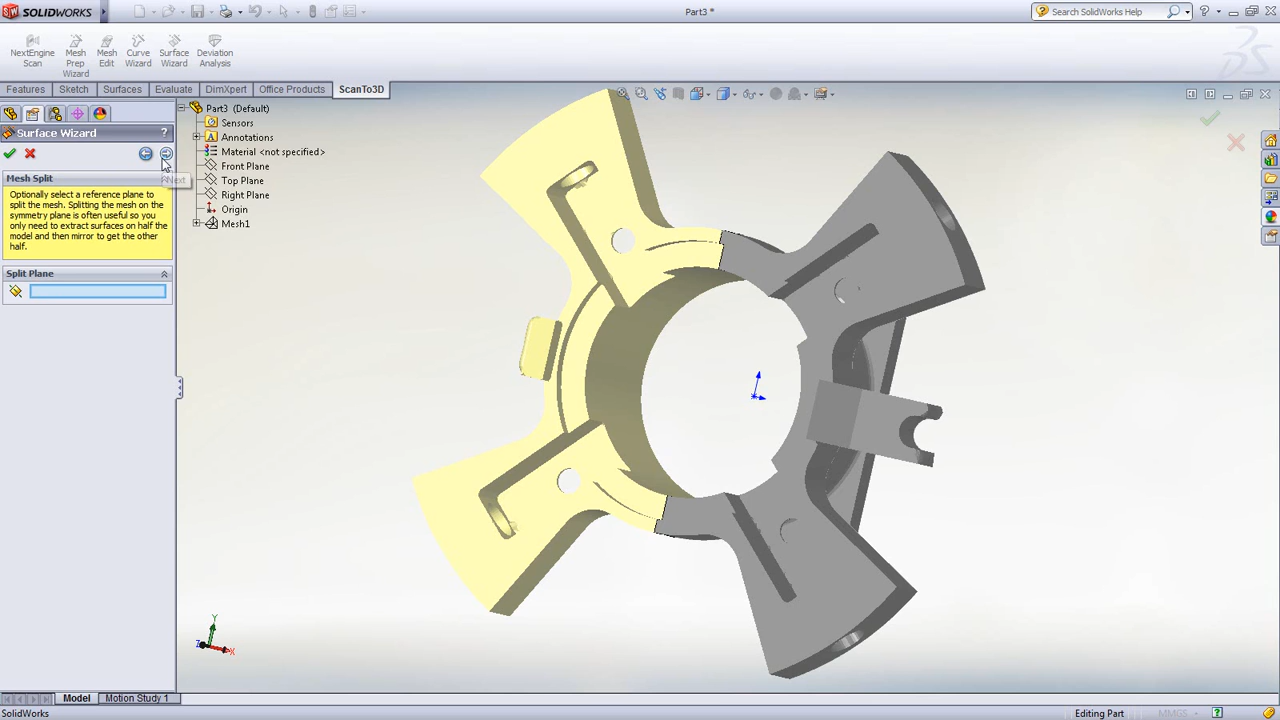 SOLIDWORKS
Part3 *
Search SolidWorks Help
NextEngine Scan
Mesh Prep Wizard
Mesh Edit
Curve Wizard
Surface Wizard
Deviation Analysis
Features
Sketch
Surfaces
Evaluate
DimXpert
Office Products
ScanTo3D
Surface Wizard
?
Next
Mesh Split
Optionally select a reference plane to
split the mesh. Splitting the mesh on
the symmetry plane is often useful so you
only need to extract surfaces on half the
model and then mirror to get the other
half.
Split Plane
Part3 (Default)
Sensors
Annotations
Material <not specified>
Front Plane
Top Plane
Right Plane
Origin
Mesh1
Y
X
Z
Model
Motion Study 1
SolidWorks
Editing Part
MMGS